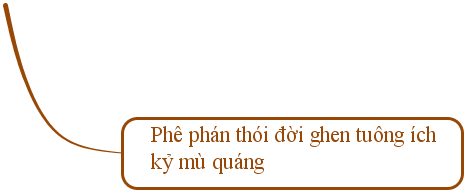 Phê phán thói đời ghen tuông ích
kỷ mù quáng